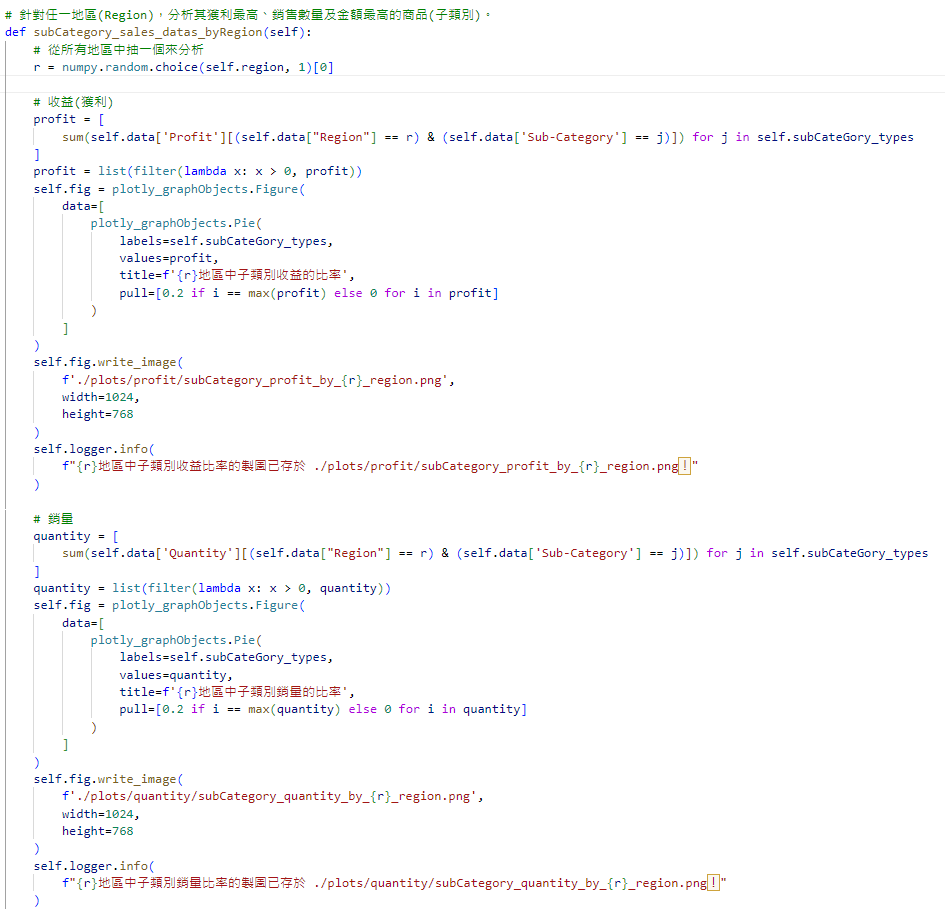 # 針對任一地區(Region)，分析其獲利最高、銷售數量及金額最高的商品(子類別)。
def subCategory_sales_datas_byRegion(self):
    # 從所有地區中抽一個來分析
    r = numpy.random.choice(self.region, 1)[0]

    # 收益(獲利)
    profit = [
        sum(self.data['Profit'][(self.data["Region"] == r) & (self.data['Sub-Category'] == j)]) for j in self.subCateGory_types
    ]
    profit = list(filter(lambda x: x > 0, profit))
    self.fig = plotly_graphObjects.Figure(
        data=[
            plotly_graphObjects.Pie(
                labels=self.subCateGory_types,
                values=profit,
                title=f'{r}地區中子類別收益的比率',
                pull=[0.2 if i == max(profit) else 0 for i in profit]
            )
        ]
    )
    self.fig.write_image(
        f'./plots/profit/subCategory_profit_by_{r}_region.png',
        width=1024,
        height=768
    )
    self.logger.info(
        f"{r}地區中子類別收益比率的製圖已存於 ./plots/profit/subCategory_profit_by_{r}_region.png！"
    )

    # 銷量
    quantity = [
        sum(self.data['Quantity'][(self.data["Region"] == r) & (self.data['Sub-Category'] == j)]) for j in self.subCateGory_types
    ]
    quantity = list(filter(lambda x: x > 0, quantity))
    self.fig = plotly_graphObjects.Figure(
        data=[
            plotly_graphObjects.Pie(
                labels=self.subCateGory_types,
                values=quantity,
                title=f'{r}地區中子類別銷量的比率',
                pull=[0.2 if i == max(quantity) else 0 for i in quantity]
            )
        ]
    )
    self.fig.write_image(
        f'./plots/quantity/subCategory_quantity_by_{r}_region.png',
        width=1024,
        height=768
    )
    self.logger.info(
        f"{r}地區中子類別銷量比率的製圖已存於 ./plots/quantity/subCategory_quantity_by_{r}_region.png！"
    )